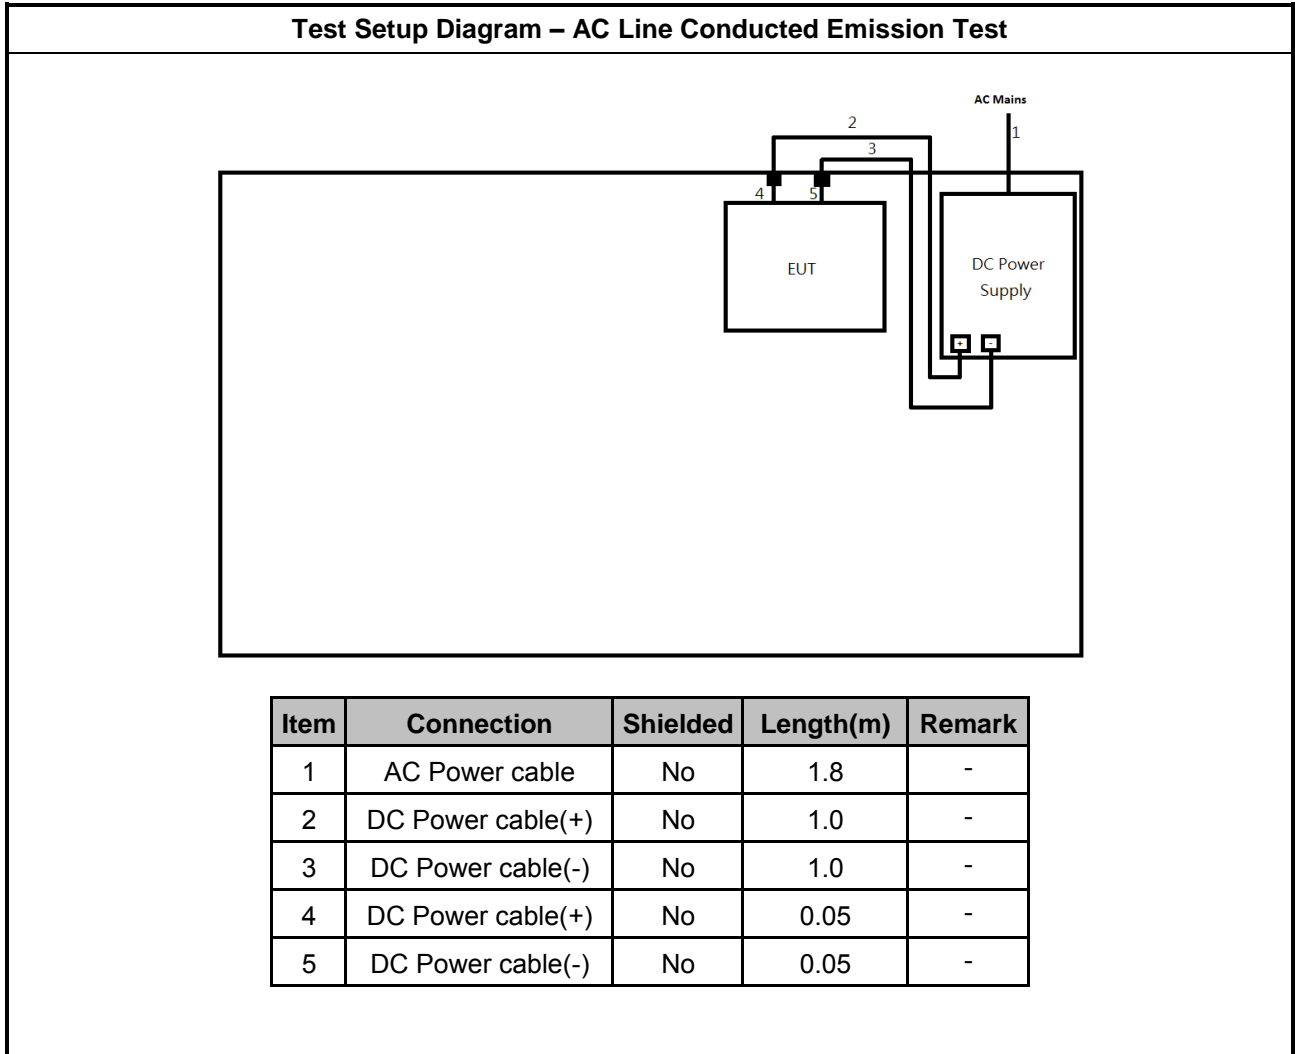 Test Setup Diagram – AC Line Conducted Emission Test
AC Mains
1
2
3
4
5
EUT
DC Power
Supply
+ -
Item Connection Shielded Length(m) Remark
1 AC Power cable No 1.8 -
2 DC Power cable(+) No 1.0 -
3 DC Power cable(-) No 1.0 -
4 DC Power cable(+) No 0.05 -
5 DC Power cable(-) No 0.05 -